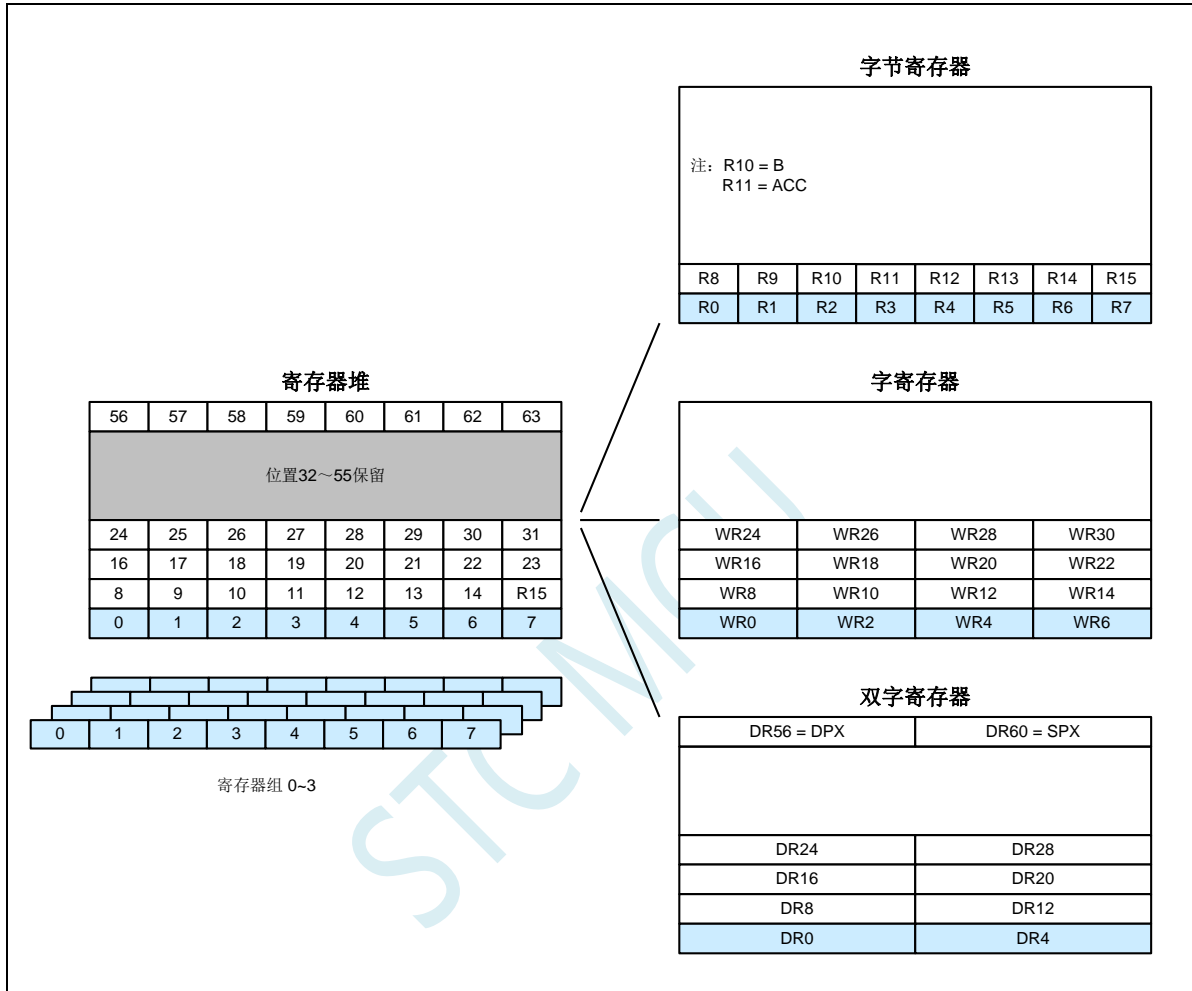 字节寄存器
注：R10 = B
R11 = ACC
R8 R9 R10 R11 R12 R13 R14 R15
R0 R1 R2 R3 R4 R5 R6 R7
寄存器堆
56 57 58 59 60 61 62 63
位置32～55保留
24 25 26 27 28 29 30 31
16 17 18 19 20 21 22 23
8 9 10 11 12 13 14 R15
0 1 2 3 4 5 6 7
0 1 2 3 4 5 6 7
寄存器组 0~3
字寄存器
WR24 WR26 WR28 WR30
WR16 WR18 WR20 WR22
WR8 WR10 WR12 WR14
WR0 WR2 WR4 WR6
双字寄存器
DR56 = DPX DR60 = SPX
DR24 DR28
DR16 DR20
DR8 DR12
DR0 DR4
STC MCU